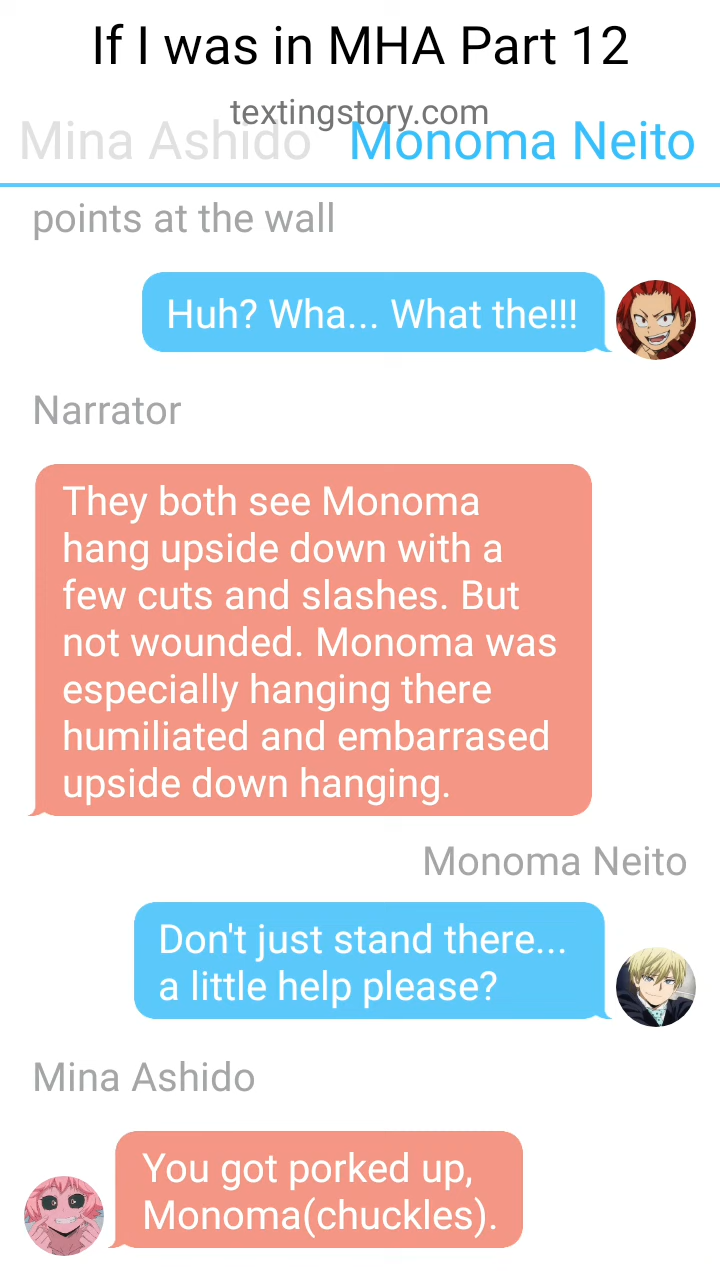 If I was in MHA Part 12
textingstory.com
Mina Ashido Monoma Neito
points at the wall
Huh? Wha... What the!!!
Narrator
They both see Monoma
hang upside down with a
few cuts and slashes. But
not wounded. Monoma was
especially hanging there
humiliated and embarrased
upside down hanging.
Monoma Neito
Don't just stand there...
a little help please?
Mina Ashido
You got porked up,
Monoma(chuckles).